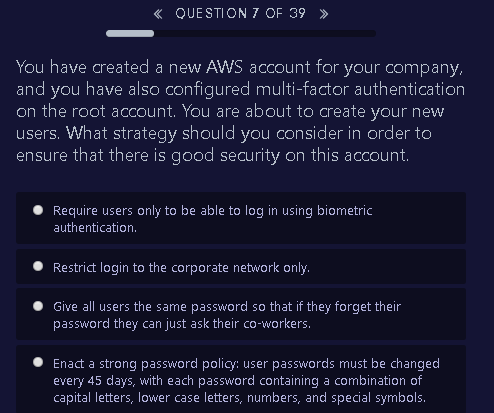 « QUESTION 7 OF 39 »
You have created a new AWS account for your company,
and you have also configured multi-factor authentication
on the root account. You are about to create your new
users. What strategy should you consider in order to
ensure that there is good security on this account.
Require users only to be able to log in using biometric
authentication.
Restrict login to the corporate network only.
Give all users the same password so that if they forget their
password they can just ask their co-workers.
Enact a strong password policy: user passwords must be changed
every 45 days, with each password containing a combination of
capital letters, lower case letters, numbers, and special symbols.